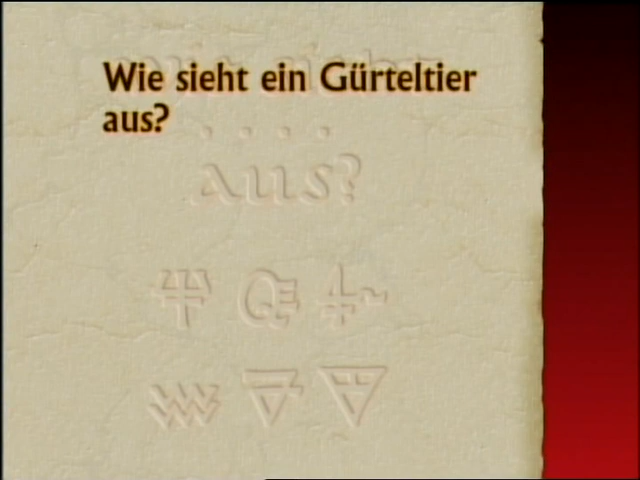 Wie sieht ein Gürteltier
aus?
. . . .
aus?